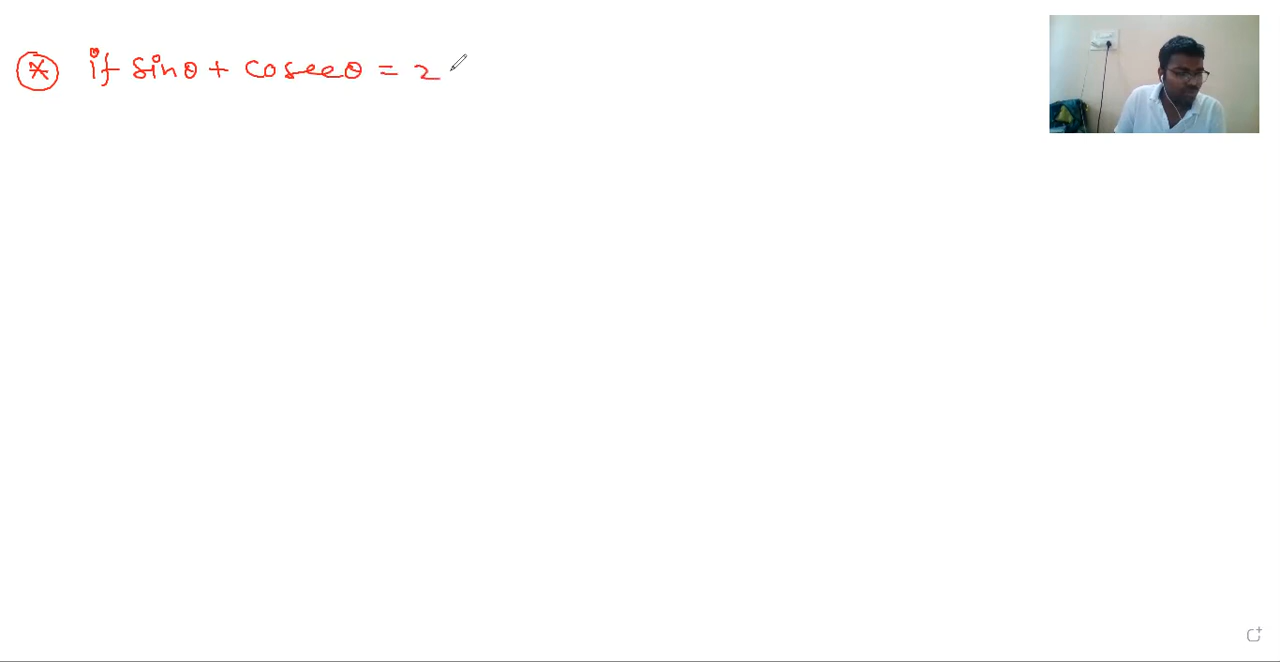 * if sinθ + cosecθ = 2